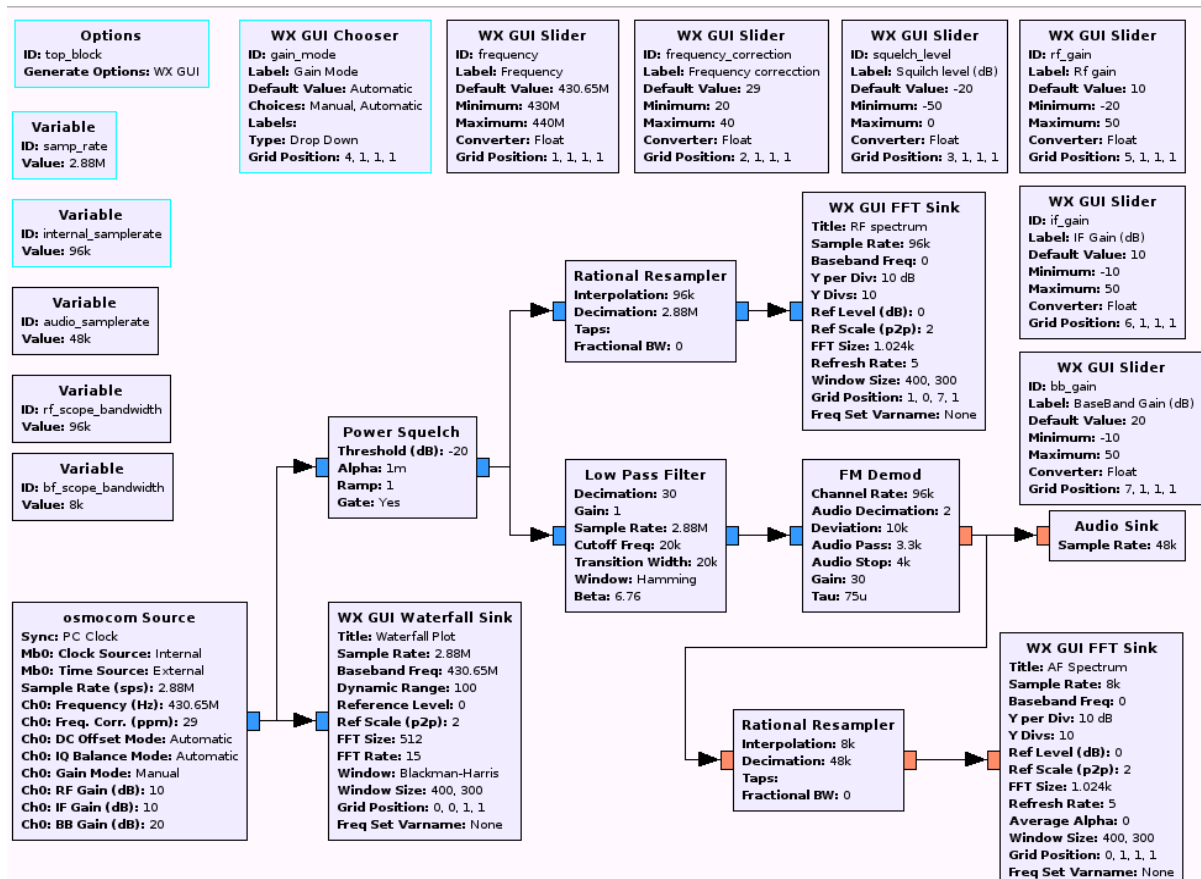 Options
ID: top_block
Generate Options: WX GUI
WX GUI Chooser
ID: gain_mode
Label: Gain Mode
Default Value: Automatic
Choices: Manual, Automatic
Labels:
Type: Drop Down
Grid Position: 4, 1, 1, 1
WX GUI Slider
ID: frequency
Label: Frequency
Default Value: 430.65M
Minimum: 430M
Maximum: 440M
Converter: Float
Grid Position: 1, 1, 1, 1
WX GUI Slider
ID: frequency_correction
Label: Frequency correcction
Default Value: 29
Minimum: 20
Maximum: 40
Converter: Float
Grid Position: 2, 1, 1, 1
WX GUI Slider
ID: squelch_level
Label: Squilch level (dB)
Default Value: -20
Minimum: -50
Maximum: 0
Converter: Float
Grid Position: 3, 1, 1, 1
WX GUI Slider
ID: rf_gain
Label: Rf gain
Default Value: 10
Minimum: -20
Maximum: 50
Converter: Float
Grid Position: 5, 1, 1, 1
Variable
ID: samp_rate
Value: 2.88M
Variable
ID: internal_samplerate
Value: 96k
Variable
ID: audio_samplerate
Value: 48k
Variable
ID: rf_scope_bandwidth
Value: 96k
Variable
ID: bf_scope_bandwidth
Value: 8k
Rational Resampler
Interpolation: 96k
Decimation: 2.88M
Taps:
Fractional BW: 0
WX GUI FFT Sink
Title: RF spectrum
Sample Rate: 96k
Baseband Freq: 0
Y per Div: 10 dB
Y Divs: 10
Ref Level (dB): 0
Ref Scale (p2p): 2
FFT Size: 1.024k
Refresh Rate: 5
Window Size: 400, 300
Grid Position: 1, 0, 7, 1
Freq Set Varname: None
WX GUI Slider
ID: if_gain
Label: IF Gain (dB)
Default Value: 10
Minimum: -10
Maximum: 50
Converter: Float
Grid Position: 6, 1, 1, 1
WX GUI Slider
ID: bb_gain
Label: BaseBand Gain (dB)
Default Value: 20
Minimum: -10
Maximum: 50
Converter: Float
Grid Position: 7, 1, 1, 1
Power Squelch
Threshold (dB): -20
Alpha: 1m
Ramp: 1
Gate: Yes
Low Pass Filter
Decimation: 30
Gain: 1
Sample Rate: 2.88M
Cutoff Freq: 20k
Transition Width: 20k
Window: Hamming
Beta: 6.76
FM Demod
Channel Rate: 96k
Audio Decimation: 2
Deviation: 10k
Audio Pass: 3.3k
Audio Stop: 4k
Gain: 30
Tau: 75u
Audio Sink
Sample Rate: 48k
osmocom Source
Sync: PC Clock
Mb0: Clock Source: Internal
Mb0: Time Source: External
Sample Rate (sps): 2.88M
Ch0: Frequency (Hz): 430.65M
Ch0: Freq. Corr. (ppm): 29
Ch0: DC Offset Mode: Automatic
Ch0: IQ Balance Mode: Automatic
Ch0: Gain Mode: Manual
Ch0: RF Gain (dB): 10
Ch0: IF Gain (dB): 10
Ch0: BB Gain (dB): 20
WX GUI Waterfall Sink
Title: Waterfall Plot
Sample Rate: 2.88M
Baseband Freq: 430.65M
Dynamic Range: 100
Reference Level: 0
Ref Scale (p2p): 2
FFT Size: 512
FFT Rate: 15
Window: Blackman-Harris
Window Size: 400, 300
Grid Position: 0, 0, 1, 1
Freq Set Varname: None
Rational Resampler
Interpolation: 8k
Decimation: 48k
Taps:
Fractional BW: 0
WX GUI FFT Sink
Title: AF Spectrum
Sample Rate: 8k
Baseband Freq: 0
Y per Div: 10 dB
Y Divs: 10
Ref Level (dB): 0
Ref Scale (p2p): 2
FFT Size: 1.024k
Refresh Rate: 5
Average Alpha: 0
Window Size: 400, 300
Grid Position: 0, 1, 1, 1
Freq Set Varname: None